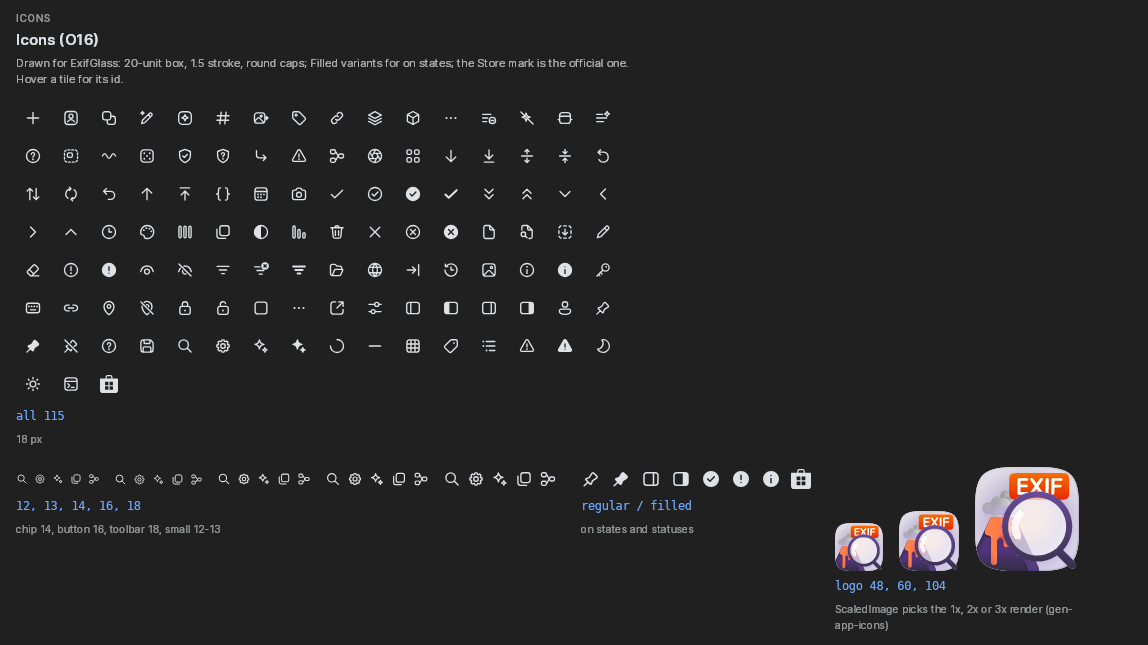 ICONS
Icons (O16)
Drawn for ExifGlass: 20-unit box, 1.5 stroke, round caps; Filled variants for on states; the Store mark is the official one.
Hover a tile for its id.
all 115
18 px
12, 13, 14, 16, 18
chip 14, button 16, toolbar 18, small 12-13
regular / filled
on states and statuses
EXIF
EXIF
EXIF
logo 48, 60, 104
ScaledImage picks the 1x, 2x or 3x render (gen-
app-icons)